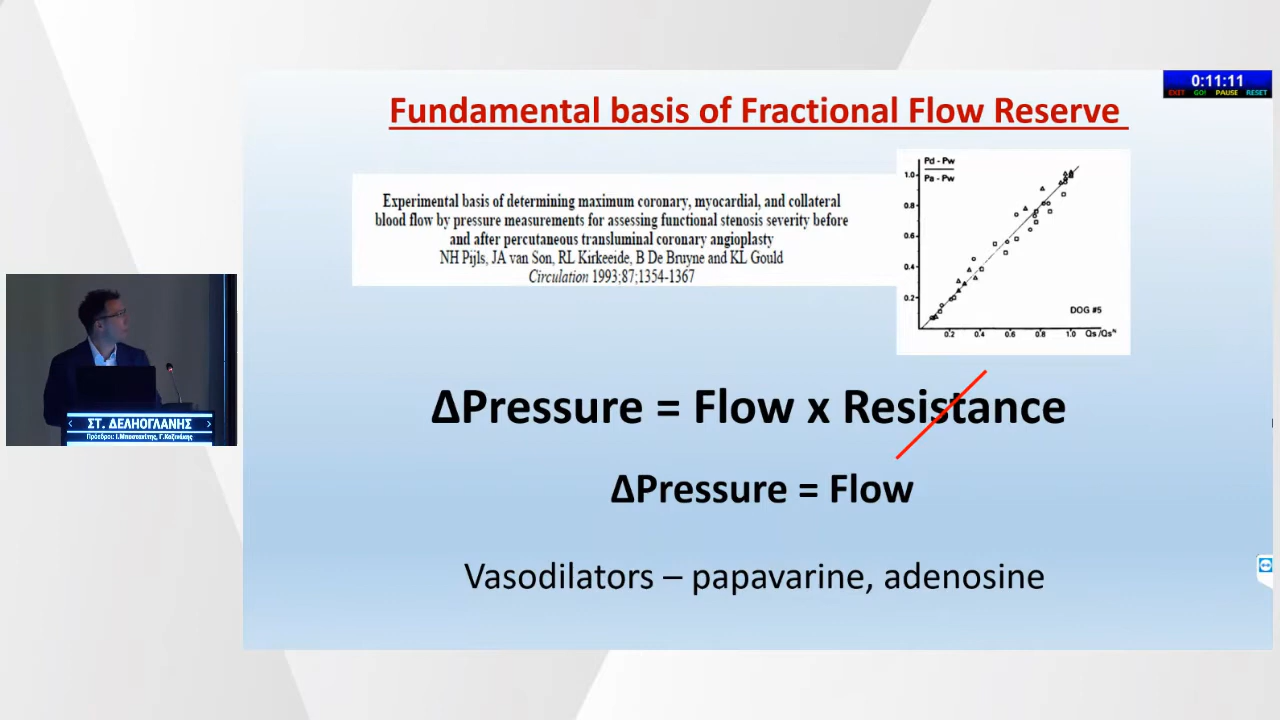 0:11:11
EXIT GO! PAUSE RESET
Fundamental basis of Fractional Flow Reserve
Experimental basis of determining maximum coronary, myocardial, and collateral
blood flow by pressure measurements for assessing functional stenosis severity before
and after percutaneous transluminal coronary angioplasty
NH Pijls, JA van Son, RL Kirkeeide, B De Bruyne and KL Gould
Circulation 1993;87;1354-1367
Pd - Pw
Pa - Pw
1.0
0.8
0.6
0.4
0.2
DOG #5
0.2 0.4 0.6 0.8 1.0 Qs/Qsᴺ
ΔPressure = Flow x Resistance
ΔPressure = Flow
Vasodilators – papavarine, adenosine
ΣΤ. ΔΕΛΗΟΓΛΑΝΗΣ
Πρόεδροι: Ι.Μποστανίτης, Γ.Καζινάκης